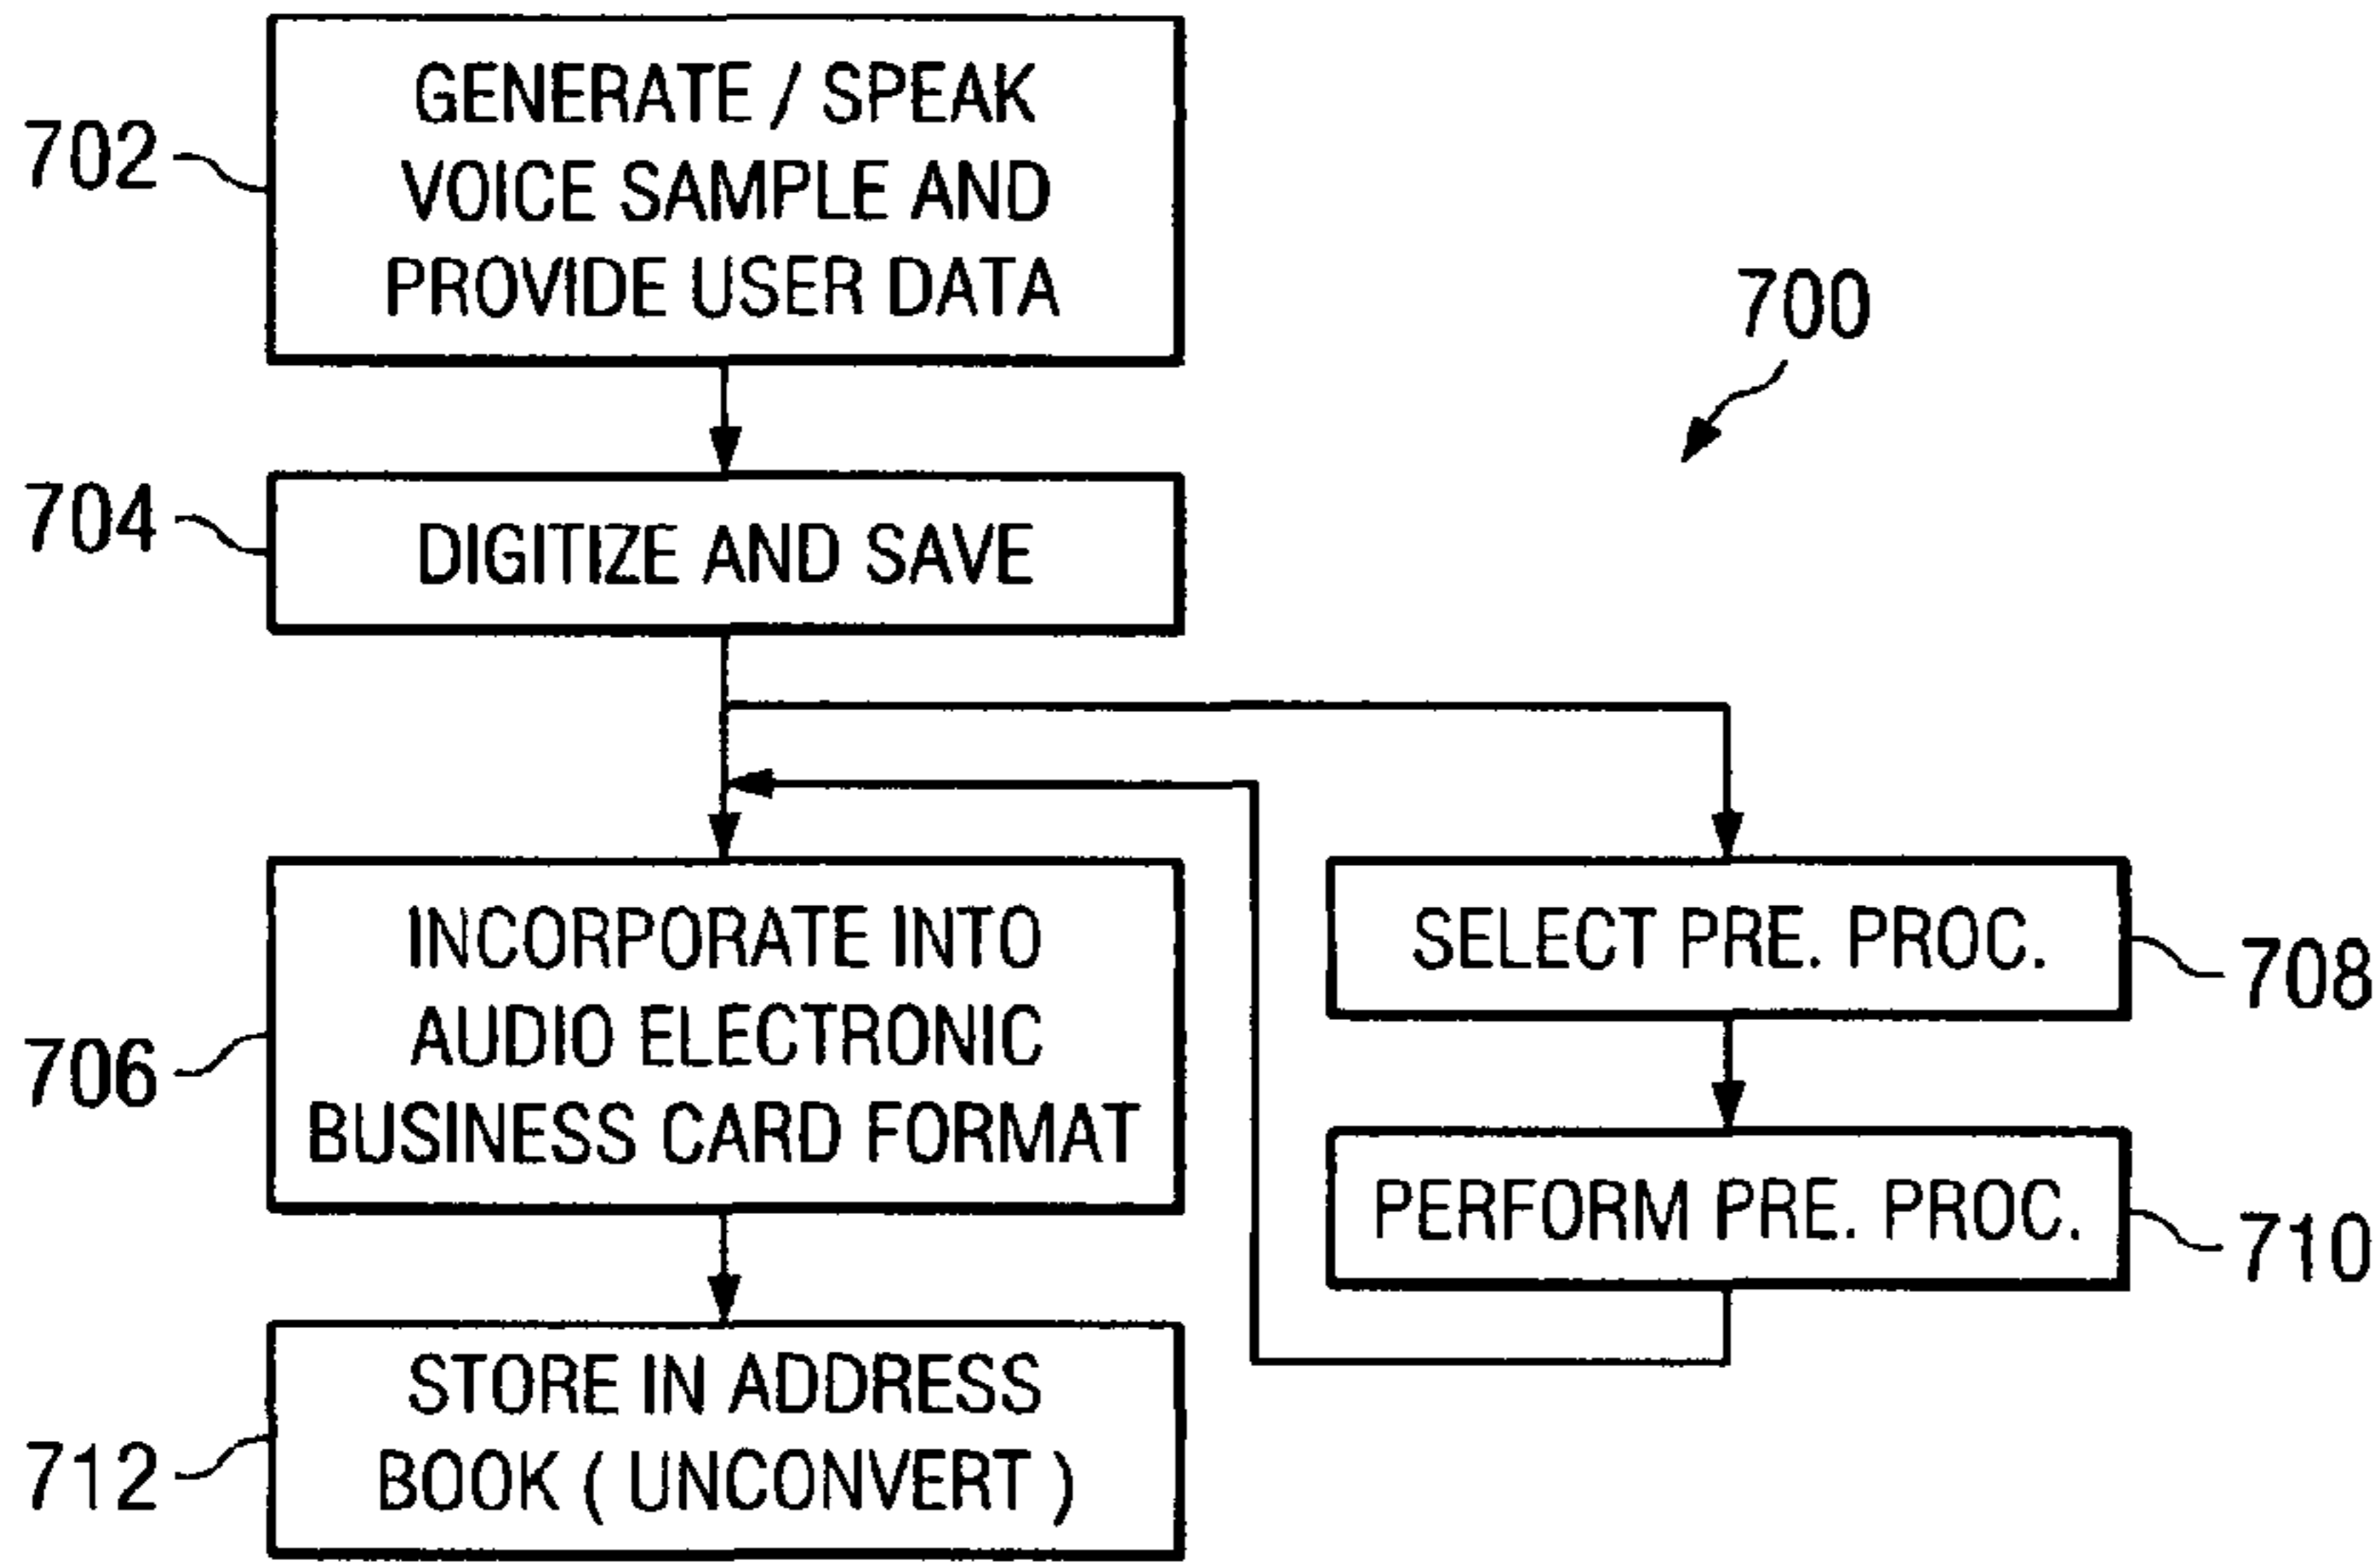 702
GENERATE / SPEAK
VOICE SAMPLE AND
PROVIDE USER DATA
700
704
DIGITIZE AND SAVE
706
INCORPORATE INTO
AUDIO ELECTRONIC
BUSINESS CARD FORMAT
SELECT PRE. PROC.
708
PERFORM PRE. PROC.
710
712
STORE IN ADDRESS
BOOK ( UNCONVERT )